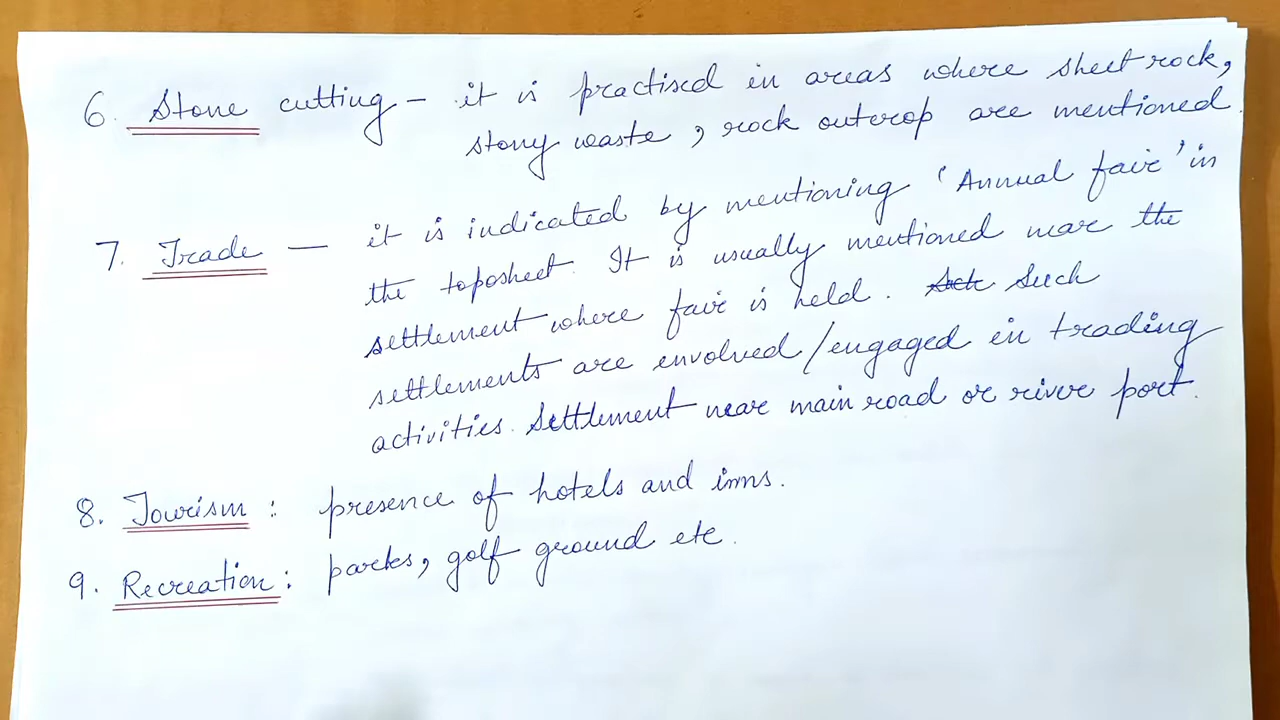 6. Stone cutting - it is practised in areas where sheet rock,
stony waste, rock outcrop are mentioned.
7. Trade — it is indicated by mentioning 'Annual fair' in
the toposheet. It is usually mentioned near the
settlement where fair is held. Such
settlements are involved/engaged in trading
activities. Settlement near main road or river port.
8. Tourism : presence of hotels and inns.
9. Recreation : parks, golf ground etc.